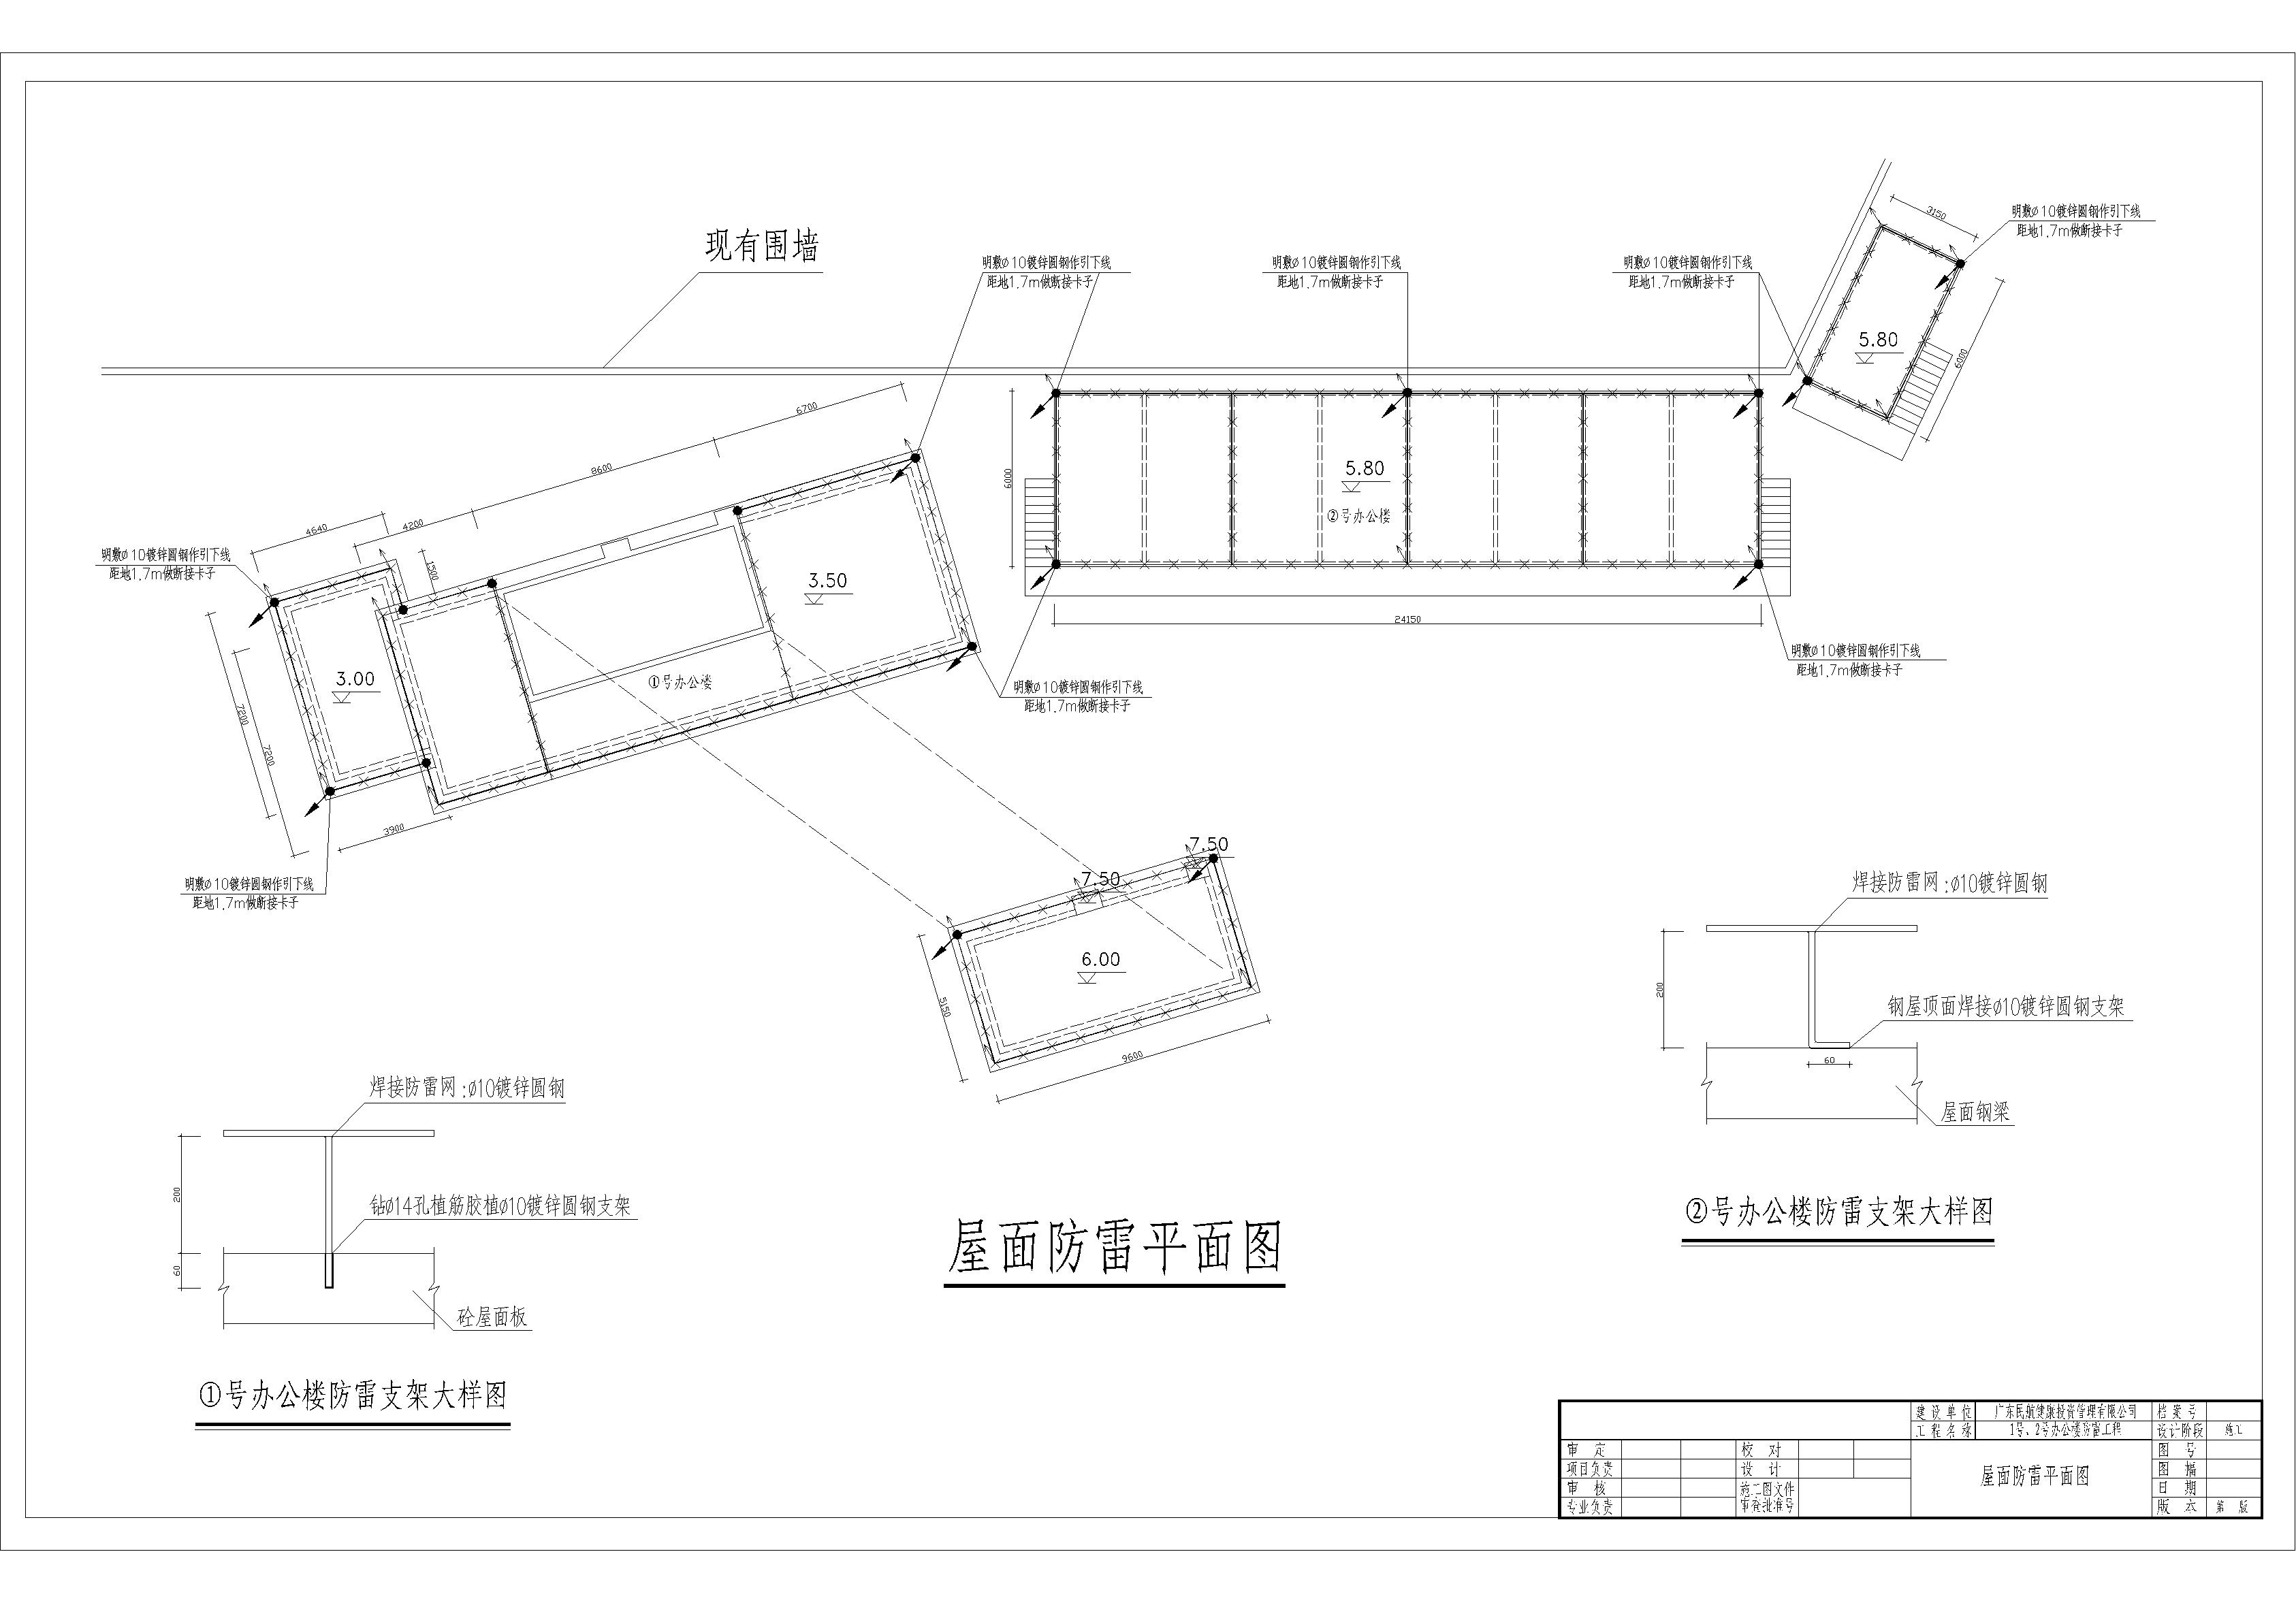 现有围墙
明敷ø10镀锌圆钢作引下线
距地1.7m做断接卡子
明敷ø10镀锌圆钢作引下线
距地1.7m做断接卡子
明敷ø10镀锌圆钢作引下线
距地1.7m做断接卡子
明敷ø10镀锌圆钢作引下线
距地1.7m做断接卡子
3150
5.80
6000
6700
8600
4200
4640
1500
明敷ø10镀锌圆钢作引下线
距地1.7m做断接卡子
3.50
3.00
①号办公楼
7200
7200
3900
明敷ø10镀锌圆钢作引下线
距地1.7m做断接卡子
6000
5.80
②号办公楼
24150
明敷ø10镀锌圆钢作引下线
距地1.7m做断接卡子
明敷ø10镀锌圆钢作引下线
距地1.7m做断接卡子
7.50
7.50
6.00
5150
9600
焊接防雷网:ø10镀锌圆钢
200
钢屋顶面焊接ø10镀锌圆钢支架
60
屋面钢梁
②号办公楼防雷支架大样图
焊接防雷网:ø10镀锌圆钢
200
钻ø14孔植筋胶植ø10镀锌圆钢支架
60
砼屋面板
①号办公楼防雷支架大样图
屋面防雷平面图
建设单位 广东民航健康投资管理有限公司 档案号
工程名称 1号、2号办公楼防雷工程 设计阶段 施工
审定 校对 图号
项目负责 设计 屋面防雷平面图 图幅
审核 施工图文件 日期
专业负责 审查批准号 版本 第 版